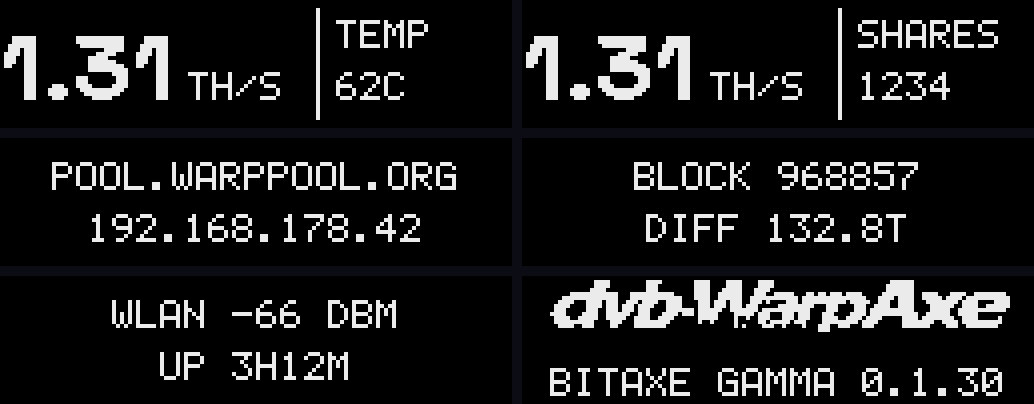 1.31 TH/S
TEMP
62C
1.31 TH/S
SHARES
1234
POOL.WARPPOOL.ORG
192.168.178.42
BLOCK 968857
DIFF 132.8T
WLAN -66 DBM
UP 3H12M
dvb-WarpAxe
BITAXE GAMMA 0.1.30